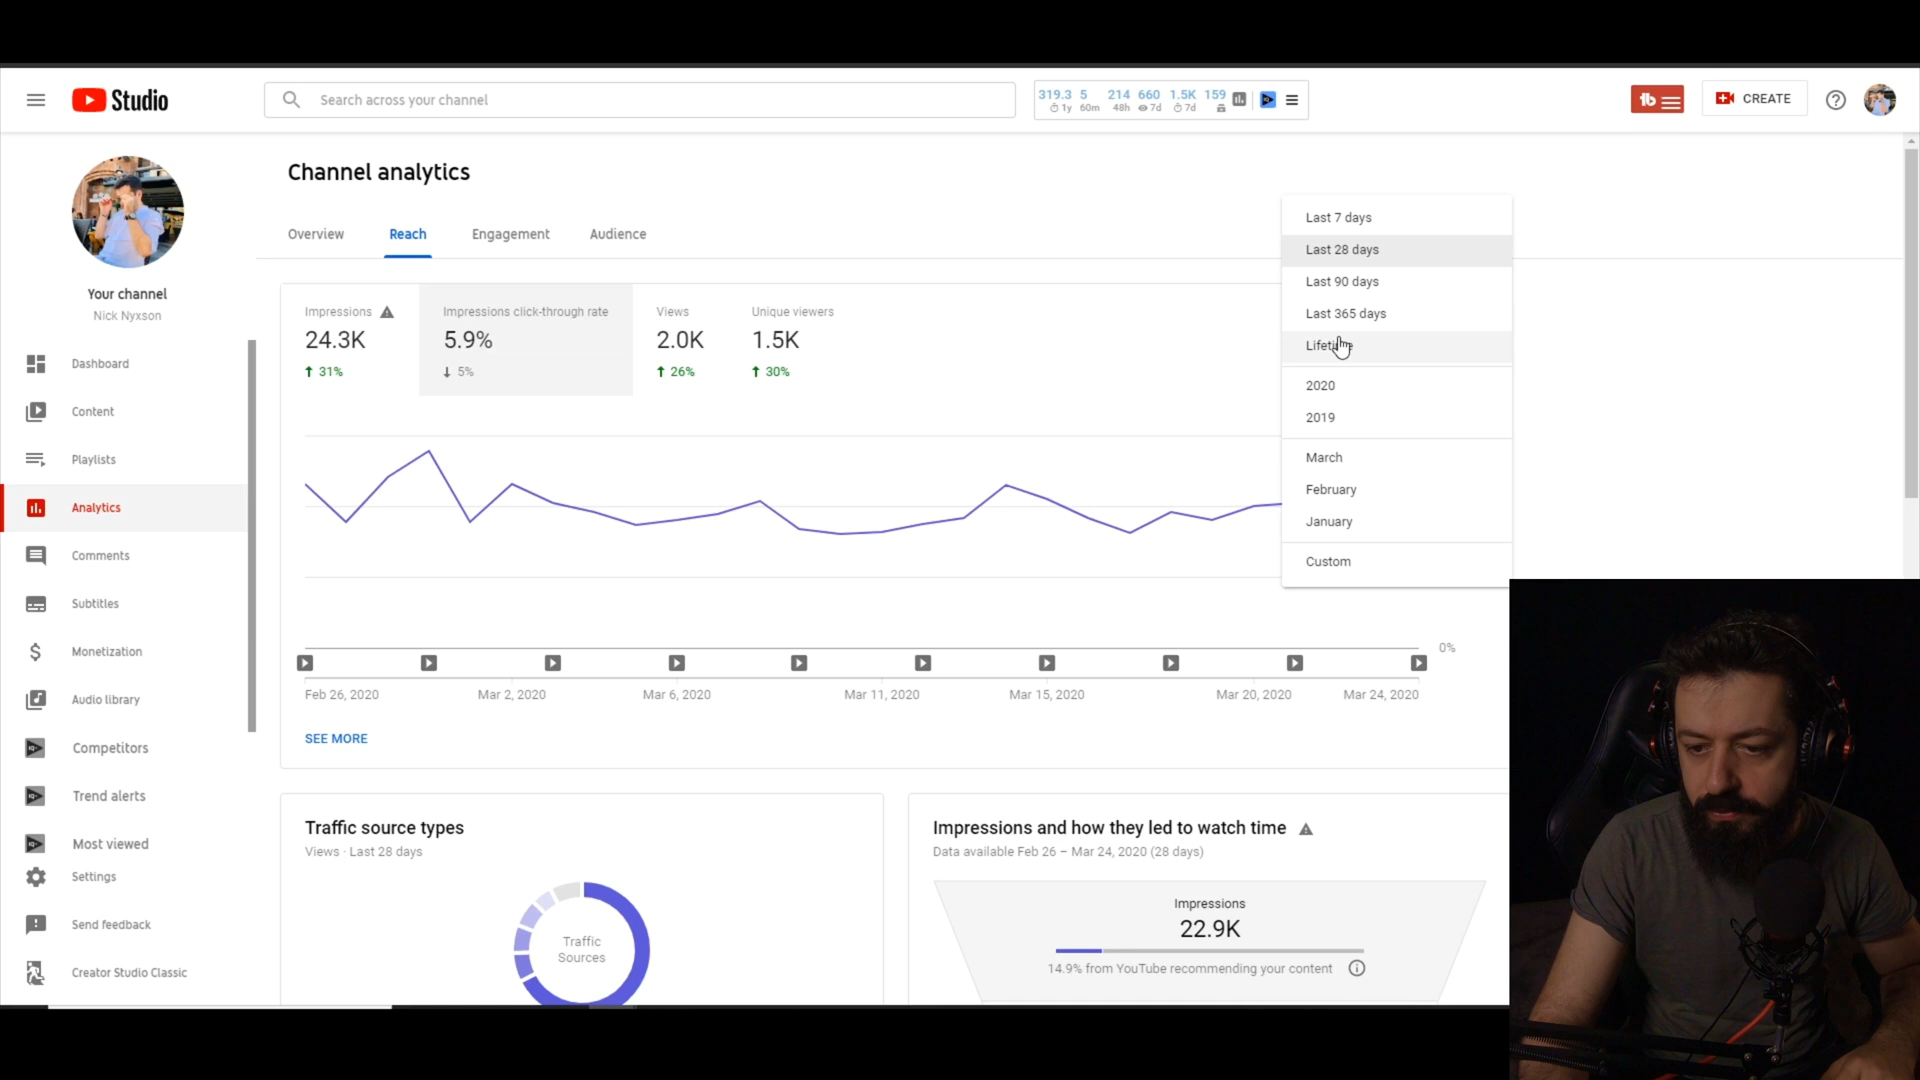 Studio
Search across your channel
319.3 5 214 660 1.5K 159
1y 60m 48h 7d 7d
CREATE
Your channel
Nick Nyxson
Dashboard
Content
Playlists
Analytics
Comments
Subtitles
Monetization
Audio library
Competitors
Trend alerts
Most viewed
Settings
Send feedback
Creator Studio Classic
Channel analytics
Overview Reach Engagement Audience
Impressions
24.3K
31%
Impressions click-through rate
5.9%
5%
Views
2.0K
26%
Unique viewers
1.5K
30%
Last 7 days
Last 28 days
Last 90 days
Last 365 days
Lifetime
2020
2019
March
February
January
Custom
0%
Feb 26, 2020 Mar 2, 2020 Mar 6, 2020 Mar 11, 2020 Mar 15, 2020 Mar 20, 2020 Mar 24, 2020
SEE MORE
Traffic source types
Views · Last 28 days
Traffic
Sources
Impressions and how they led to watch time
Data available Feb 26 – Mar 24, 2020 (28 days)
Impressions
22.9K
14.9% from YouTube recommending your content